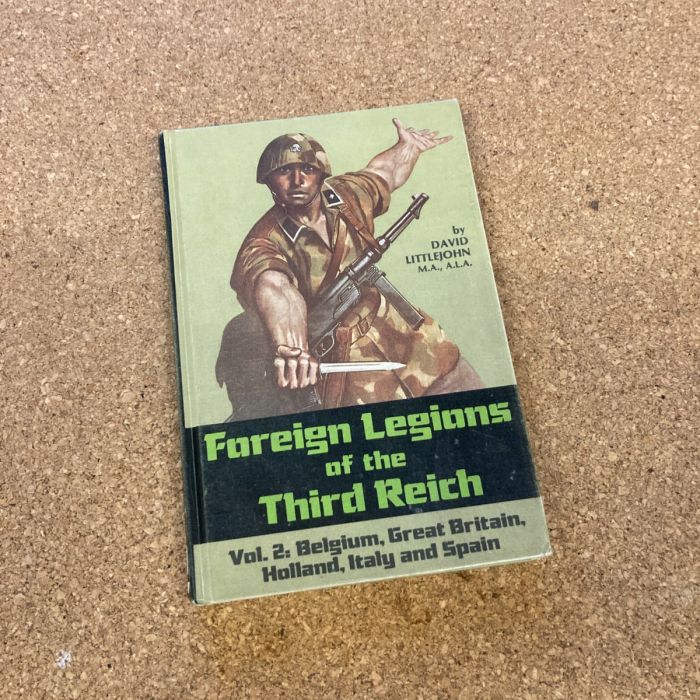 by
DAVID
LITTLEJOHN
M.A., A.L.A.
Foreign Legions
of the
Third Reich
Vol. 2: Belgium, Great Britain,
Holland, Italy and Spain